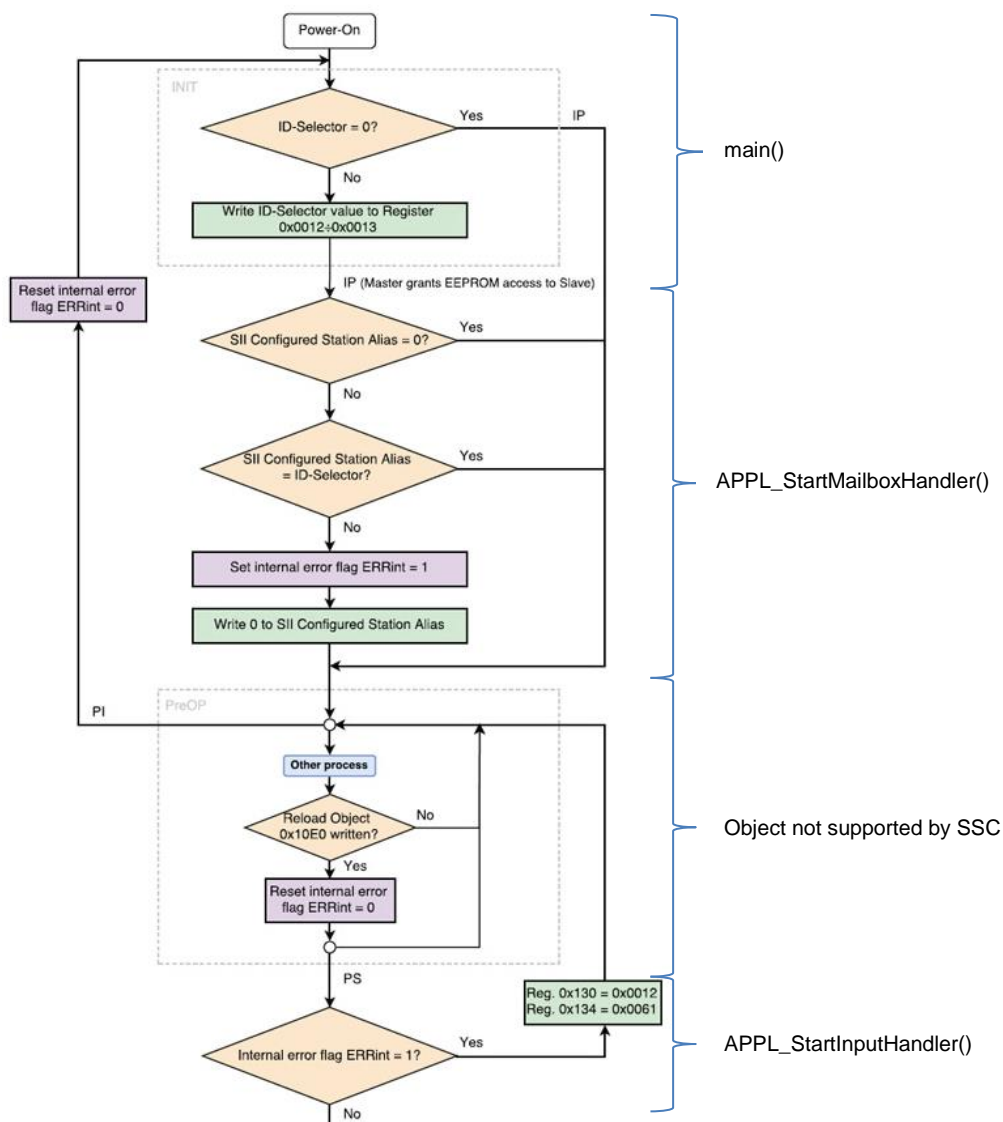 Power-On
INIT
ID-Selector = 0?
Yes
IP
No
main()
Write ID-Selector value to Register
0x0012÷0x0013
IP (Master grants EEPROM access to Slave)
Reset internal error
flag ERRint = 0
SII Configured Station Alias = 0?
Yes
No
SII Configured Station Alias
= ID-Selector?
Yes
APPL_StartMailboxHandler()
No
Set internal error flag ERRint = 1
Write 0 to SII Configured Station Alias
PreOP
PI
Other process
Reload Object
0x10E0 written?
No
Object not supported by SSC
Yes
Reset internal error
flag ERRint = 0
PS
Reg. 0x130 = 0x0012
Reg. 0x134 = 0x0061
Internal error flag ERRint = 1?
Yes
APPL_StartInputHandler()
No